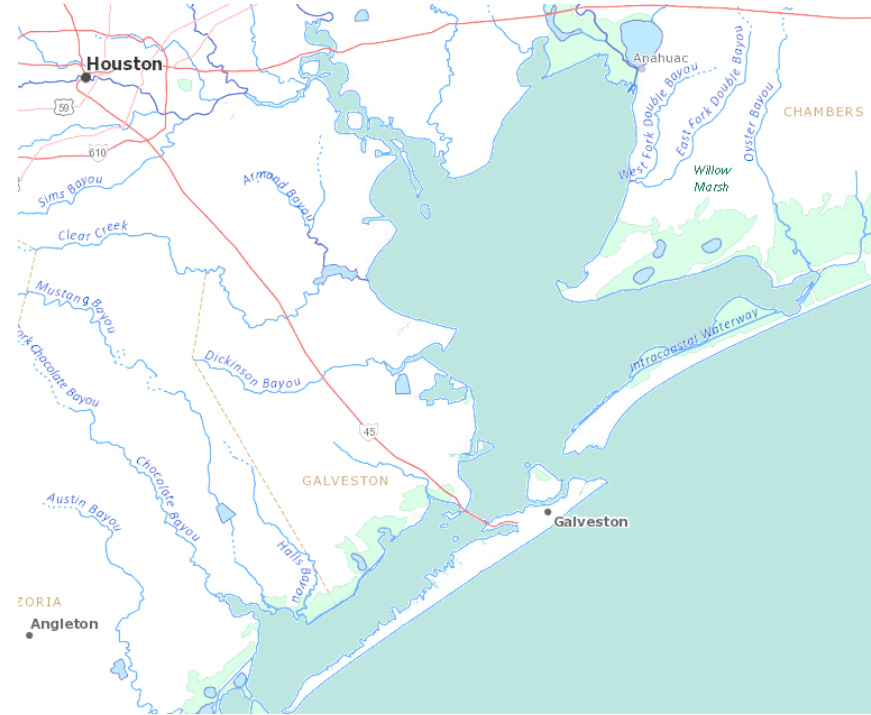 Houston
59
610
Anahuac
CHAMBERS
West Fork Double Bayou
East Fork Double Bayou
Oyster Bayou
Willow
Marsh
Sims Bayou
Armand Bayou
Clear Creek
Mustang Bayou
ork Chocolate Bayou
Dickinson Bayou
Intracoastal Waterway
45
GALVESTON
Chocolate Bayou
Austin Bayou
Halls Bayou
Galveston
ZORIA
Angleton